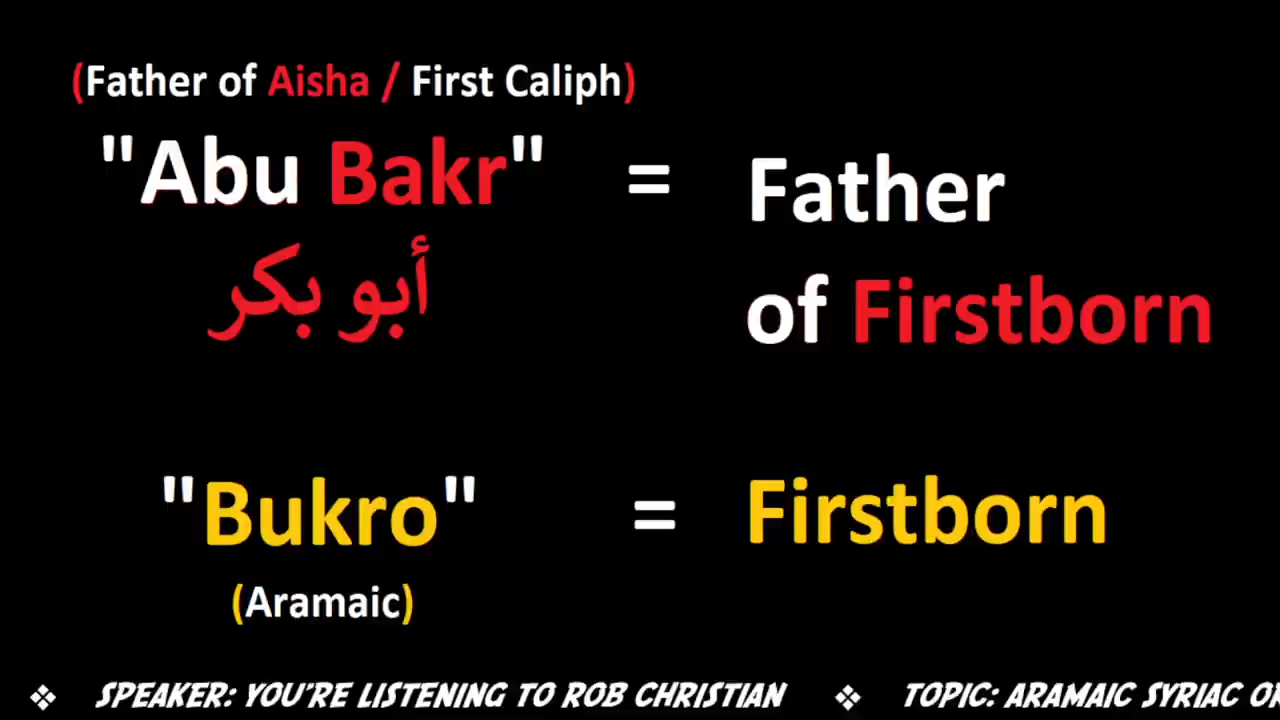 (Father of Aisha / First Caliph)
"Abu Bakr" = Father
أبو بكر
of Firstborn
"Bukro" = Firstborn
(Aramaic)
❖ SPEAKER: YOU'RE LISTENING TO ROB CHRISTIAN ❖ TOPIC: ARAMAIC SYRIAC